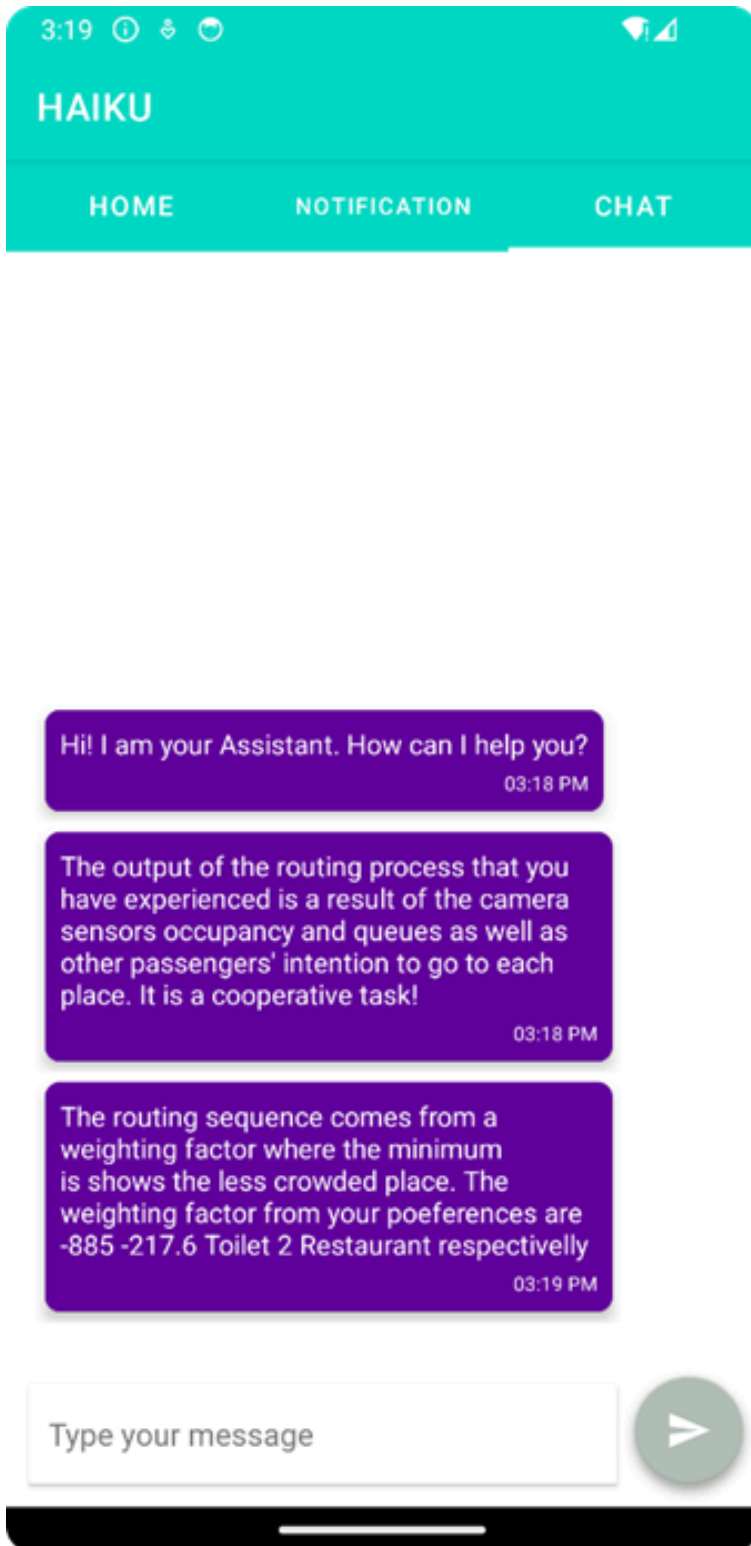 3:19
HAIKU
HOME NOTIFICATION CHAT
Hi! I am your Assistant. How can I help you?
03:18 PM
The output of the routing process that you
have experienced is a result of the camera
sensors occupancy and queues as well as
other passengers' intention to go to each
place. It is a cooperative task!
03:18 PM
The routing sequence comes from a
weighting factor where the minimum
is shows the less crowded place. The
weighting factor from your poeferences are
-885 -217.6 Toilet 2 Restaurant respectivelly
03:19 PM
Type your message